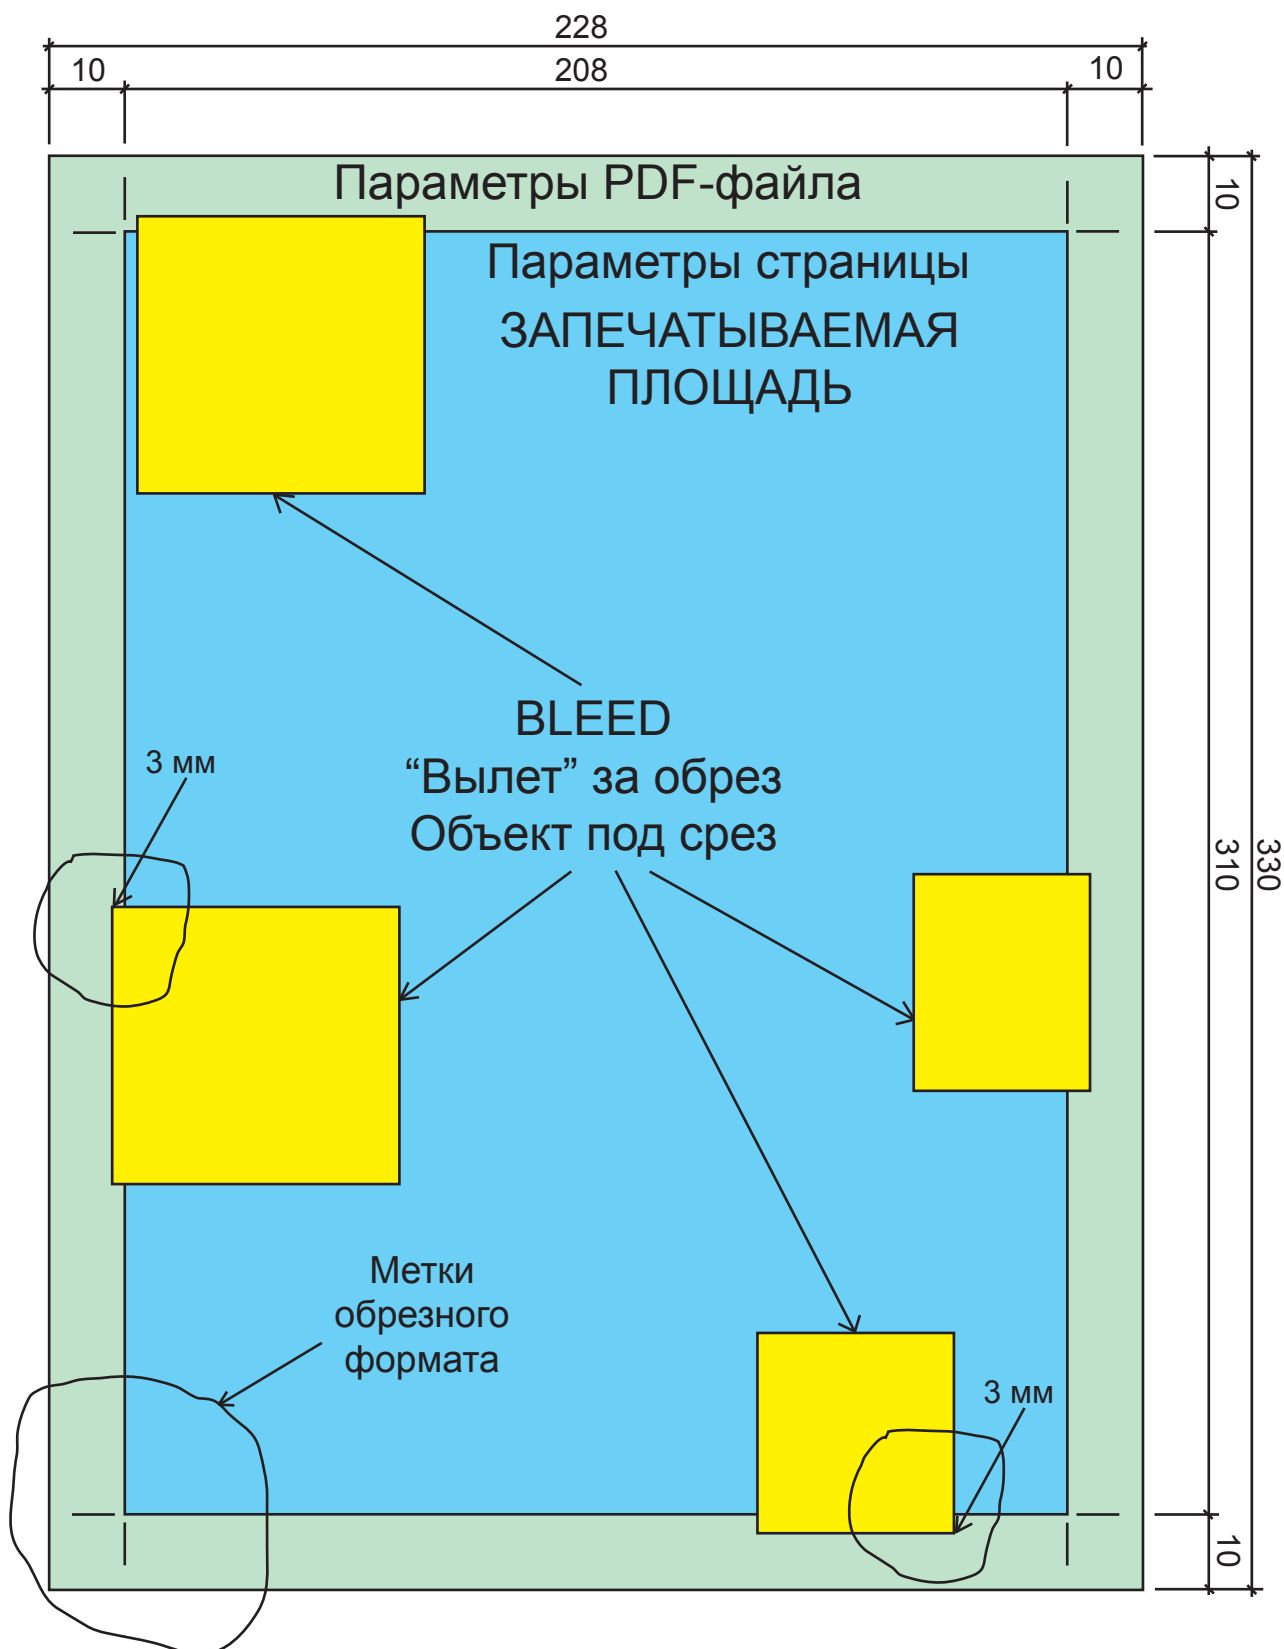 228
10
208
10
Параметры PDF-файла
10
Параметры страницы
ЗАПЕЧАТЫВАЕМАЯ
ПЛОЩАДЬ
BLEED
“Вылет” за обрез
Объект под срез
3 мм
310
330
Метки
обрезного
формата
3 мм
10